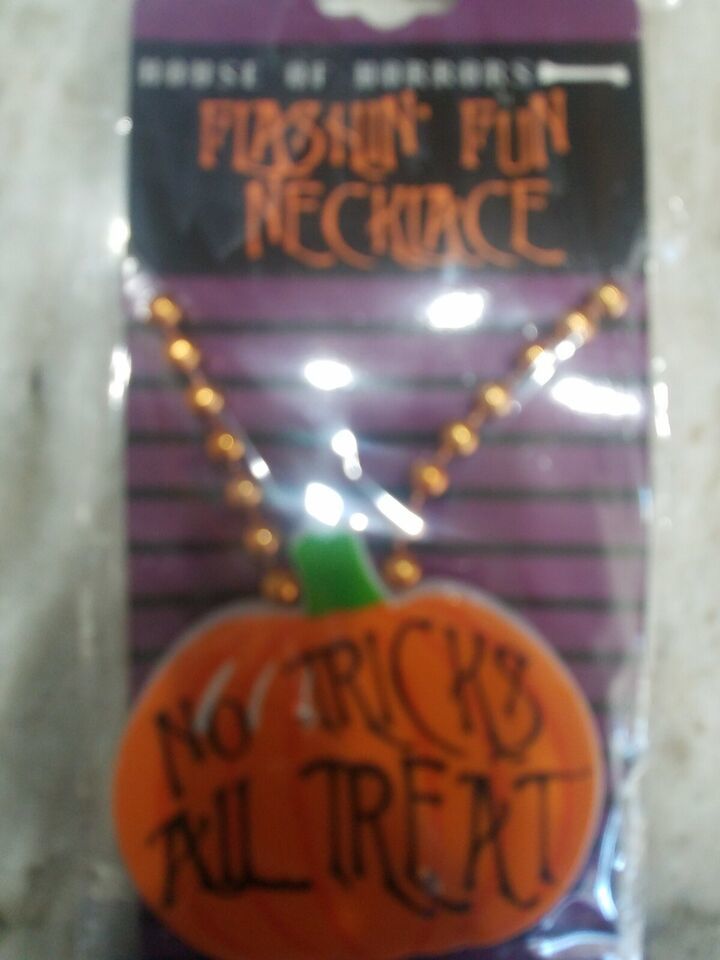 HOUSE OF HORRORS
FLASHIN' FUN
NECKLACE
NO TRICKS
ALL TREAT